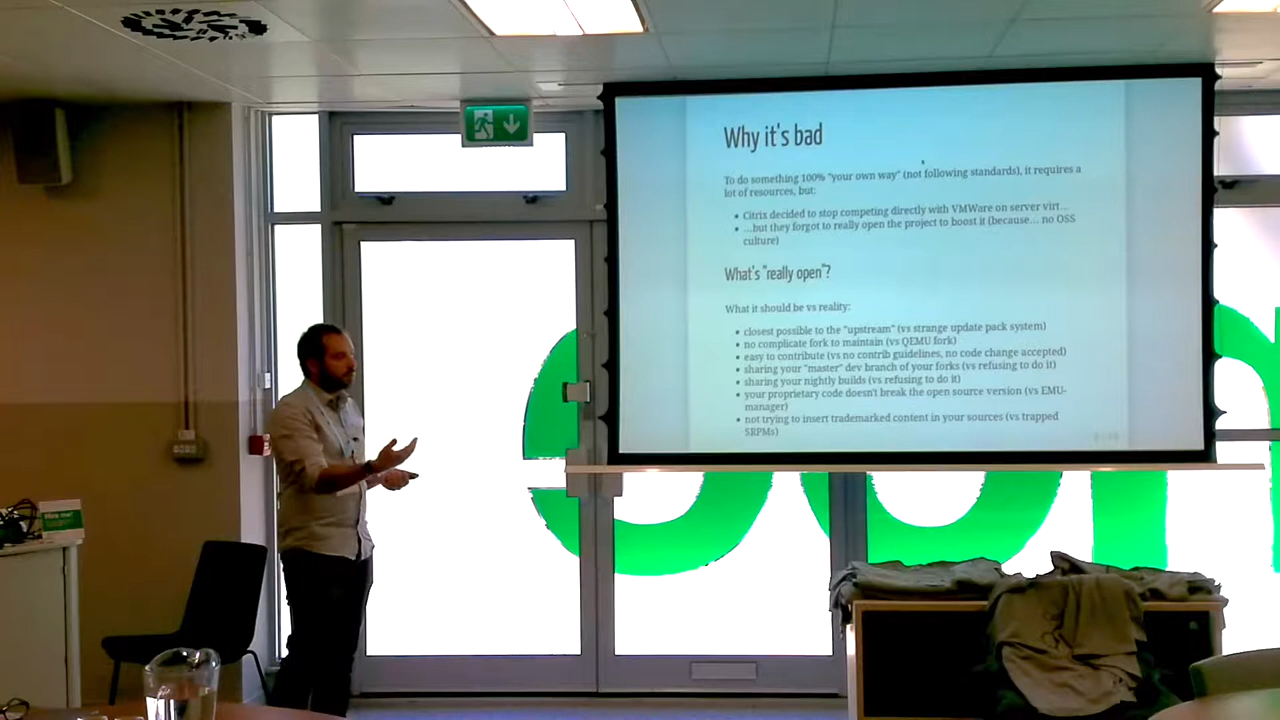 Why it's bad
To do something 100% "your own way" (not following standards), it requires a
lot of resources, but:
• Citrix decided to stop competing directly with VMWare on server virt...
• ...but they forgot to really open the project to boost it (because... no OSS
culture)
What's "really open"?
What it should be vs reality:
• closest possible to the "upstream" (vs strange update pack system)
• no complicate fork to maintain (vs QEMU fork)
• easy to contribute (vs no contrib guidelines, no code change accepted)
• sharing your "master" dev branch of your forks (vs refusing to do it)
• sharing your nightly builds (vs refusing to do it)
• your proprietary code doesn't break the open source version (vs EMU-
manager)
• not trying to insert trademarked content in your sources (vs trapped
SRPMs)
Hire me!